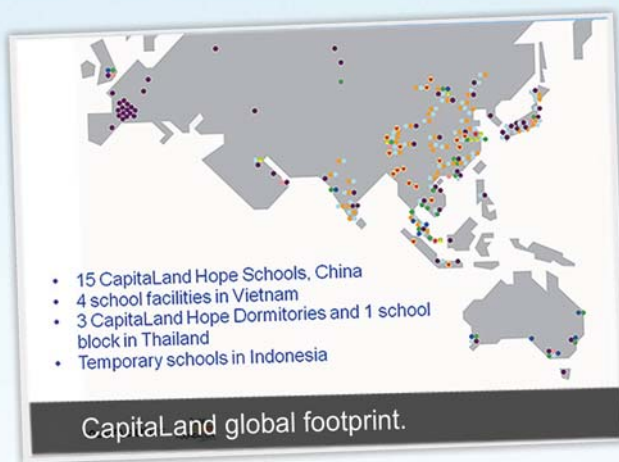 • 15 CapitaLand Hope Schools, China
• 4 school facilities in Vietnam
• 3 CapitaLand Hope Dormitories and 1 school
block in Thailand
• Temporary schools in Indonesia
CapitaLand global footprint.